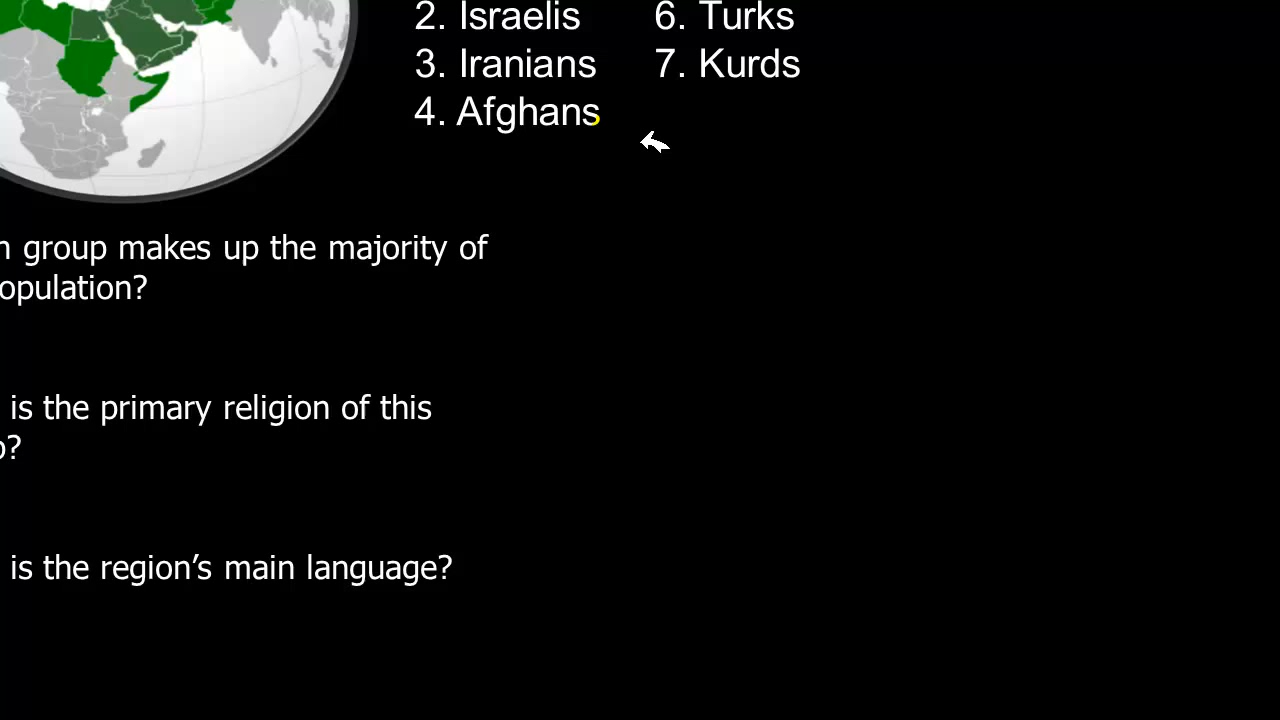 2. Israelis 6. Turks
3. Iranians 7. Kurds
4. Afghans
group makes up the majority of
opulation?
is the primary religion of this
?
is the region’s main language?